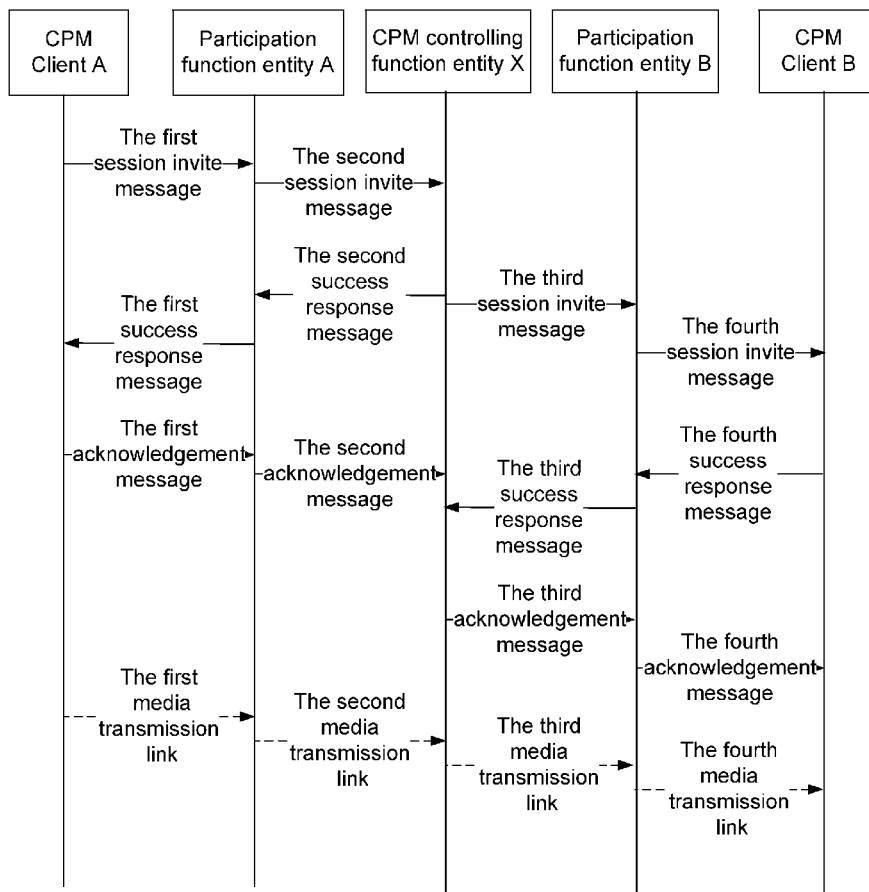 CPM
Client A
Participation
function entity A
CPM controlling
function entity X
Participation
function entity B
CPM
Client B
The first
session invite
message
The second
session invite
message
The second
success
response
message
The third
session invite
message
The first
success
response
message
The fourth
session invite
message
The first
acknowledgement
message
The second
acknowledgement
message
The fourth
success
response
message
The third
success
response
message
The third
acknowledgement
message
The fourth
acknowledgement
message
The first
media
transmission
link
The second
media
transmission
link
The third
media
transmission
link
The fourth
media
transmission
link